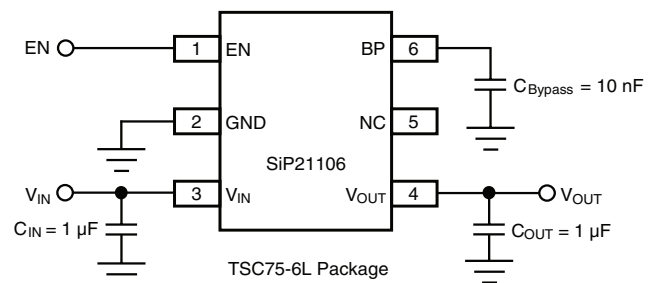 EN 1 EN BP 6
C_Bypass = 10 nF
2 GND NC 5
SiP21106
V_IN 3 V_IN V_OUT 4 V_OUT
C_IN = 1 µF C_OUT = 1 µF
TSC75-6L Package